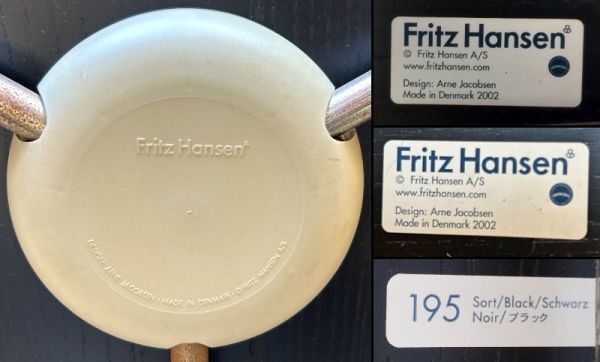 Fritz Hansen
DESIGN: ARNE JACOBSEN - MADE IN DENMARK - ©FRITZ HANSEN A/S
Fritz Hansen
© Fritz Hansen A/S
www.fritzhansen.com
Design: Arne Jacobsen
Made in Denmark 2002
Fritz Hansen
© Fritz Hansen A/S
www.fritzhansen.com
Design: Arne Jacobsen
Made in Denmark 2002
195 Sort/Black/Schwarz
Noir/ブラック